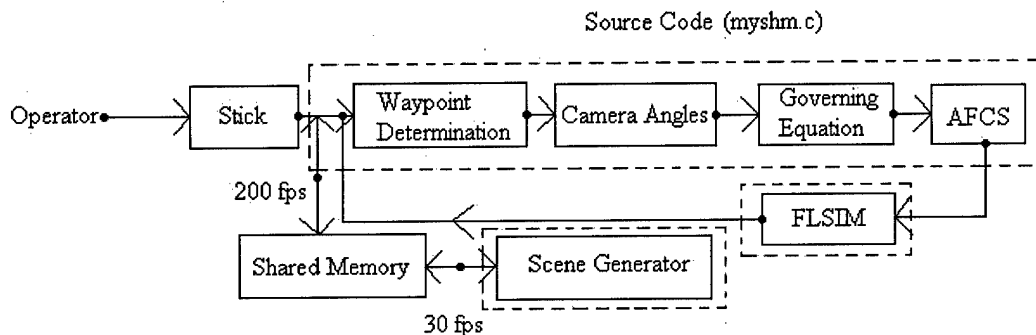 Source Code (myshm.c)
Operator
Stick
Waypoint
Determination
Camera Angles
Governing
Equation
AFCS
200 fps
FLSIM
Shared Memory
Scene Generator
30 fps